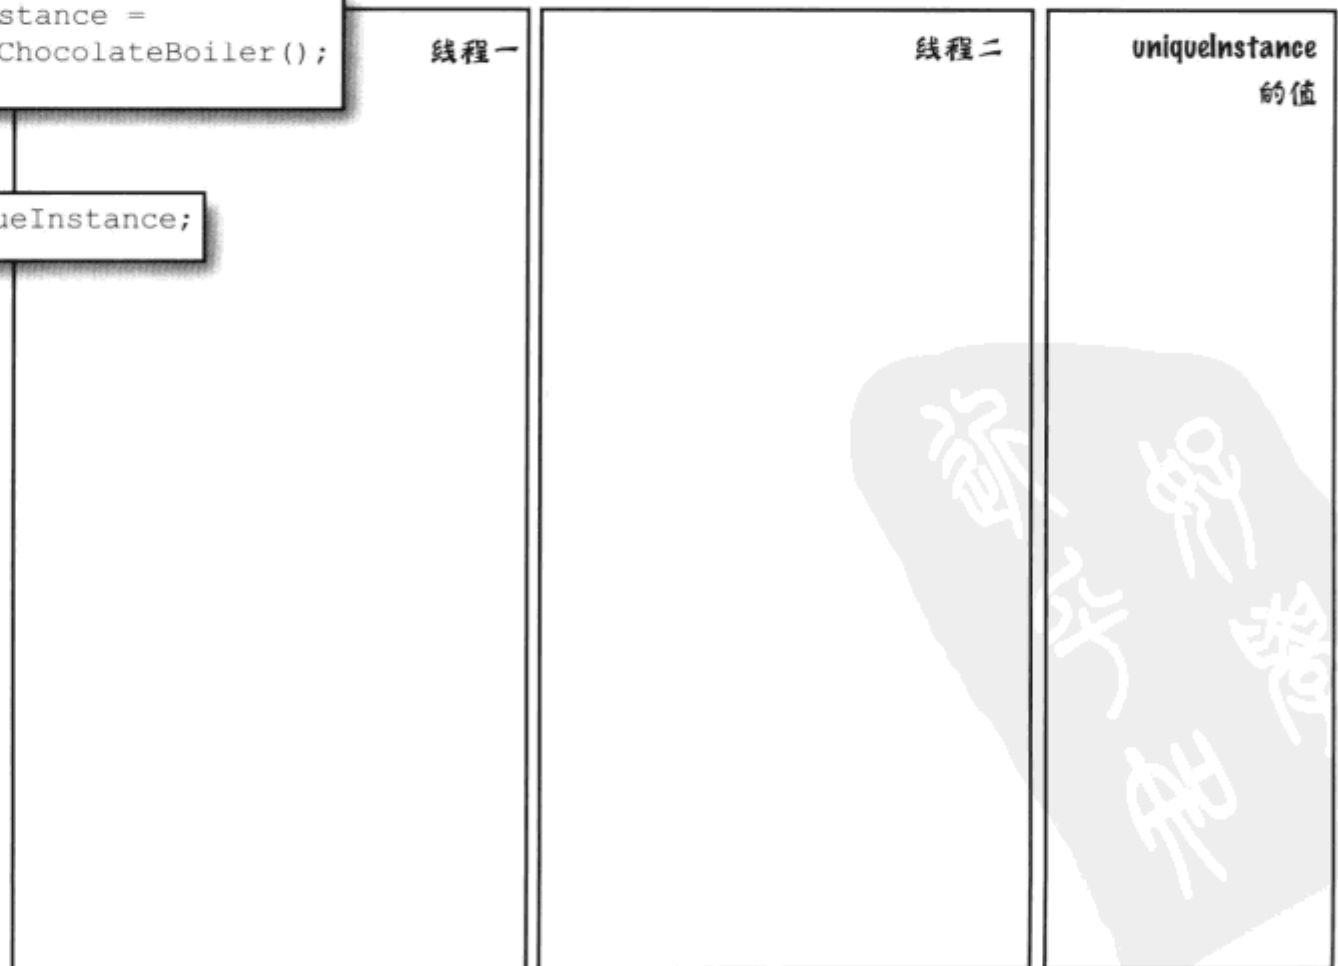 stance =
ChocolateBoiler();
线程一
线程二
uniqueInstance
的值
ueInstance;